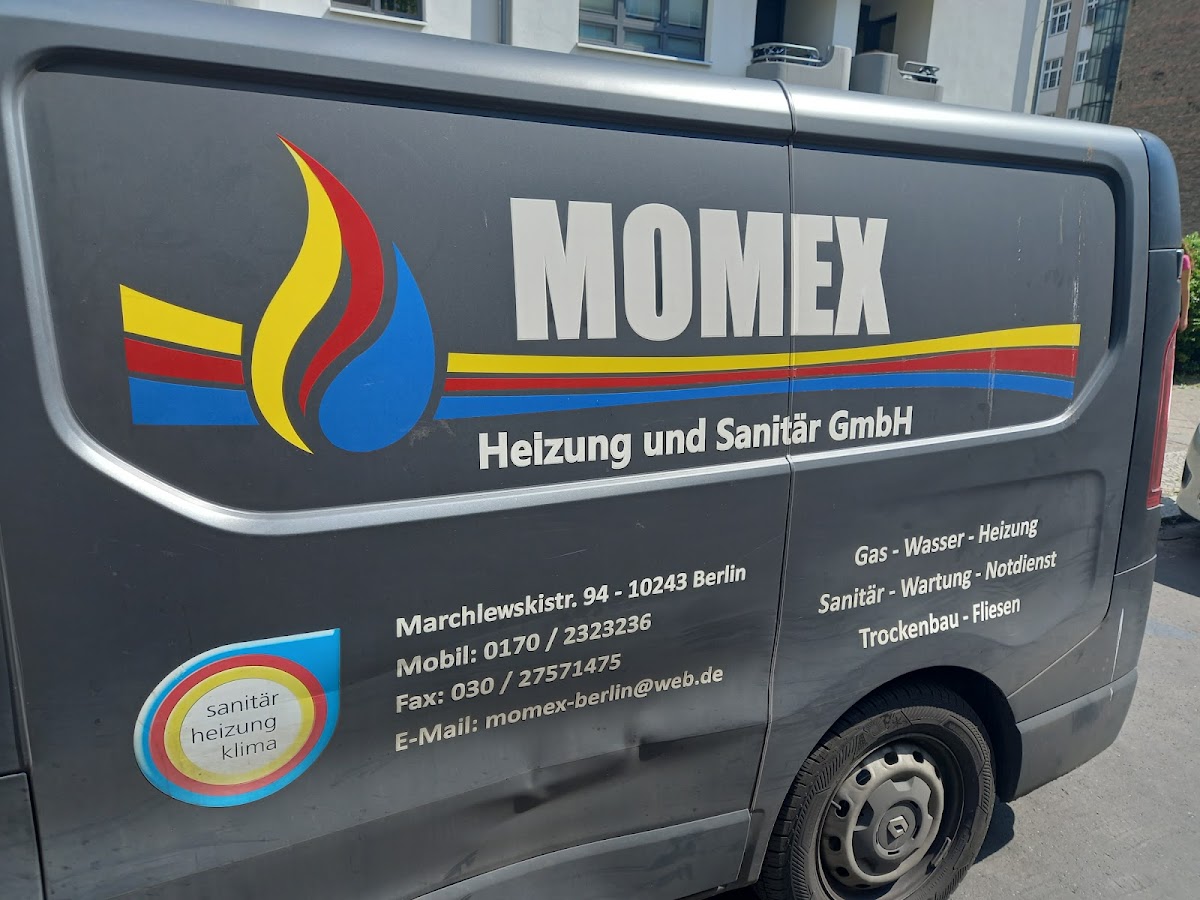 MOMEX
Heizung und Sanitär GmbH
Marchlewskistr. 94 - 10243 Berlin
Mobil: 0170 / 2323236
Fax: 030 / 27571475
E-Mail: momex-berlin@web.de
Gas - Wasser - Heizung
Sanitär - Wartung - Notdienst
Trockenbau - Fliesen
sanitär
heizung
klima